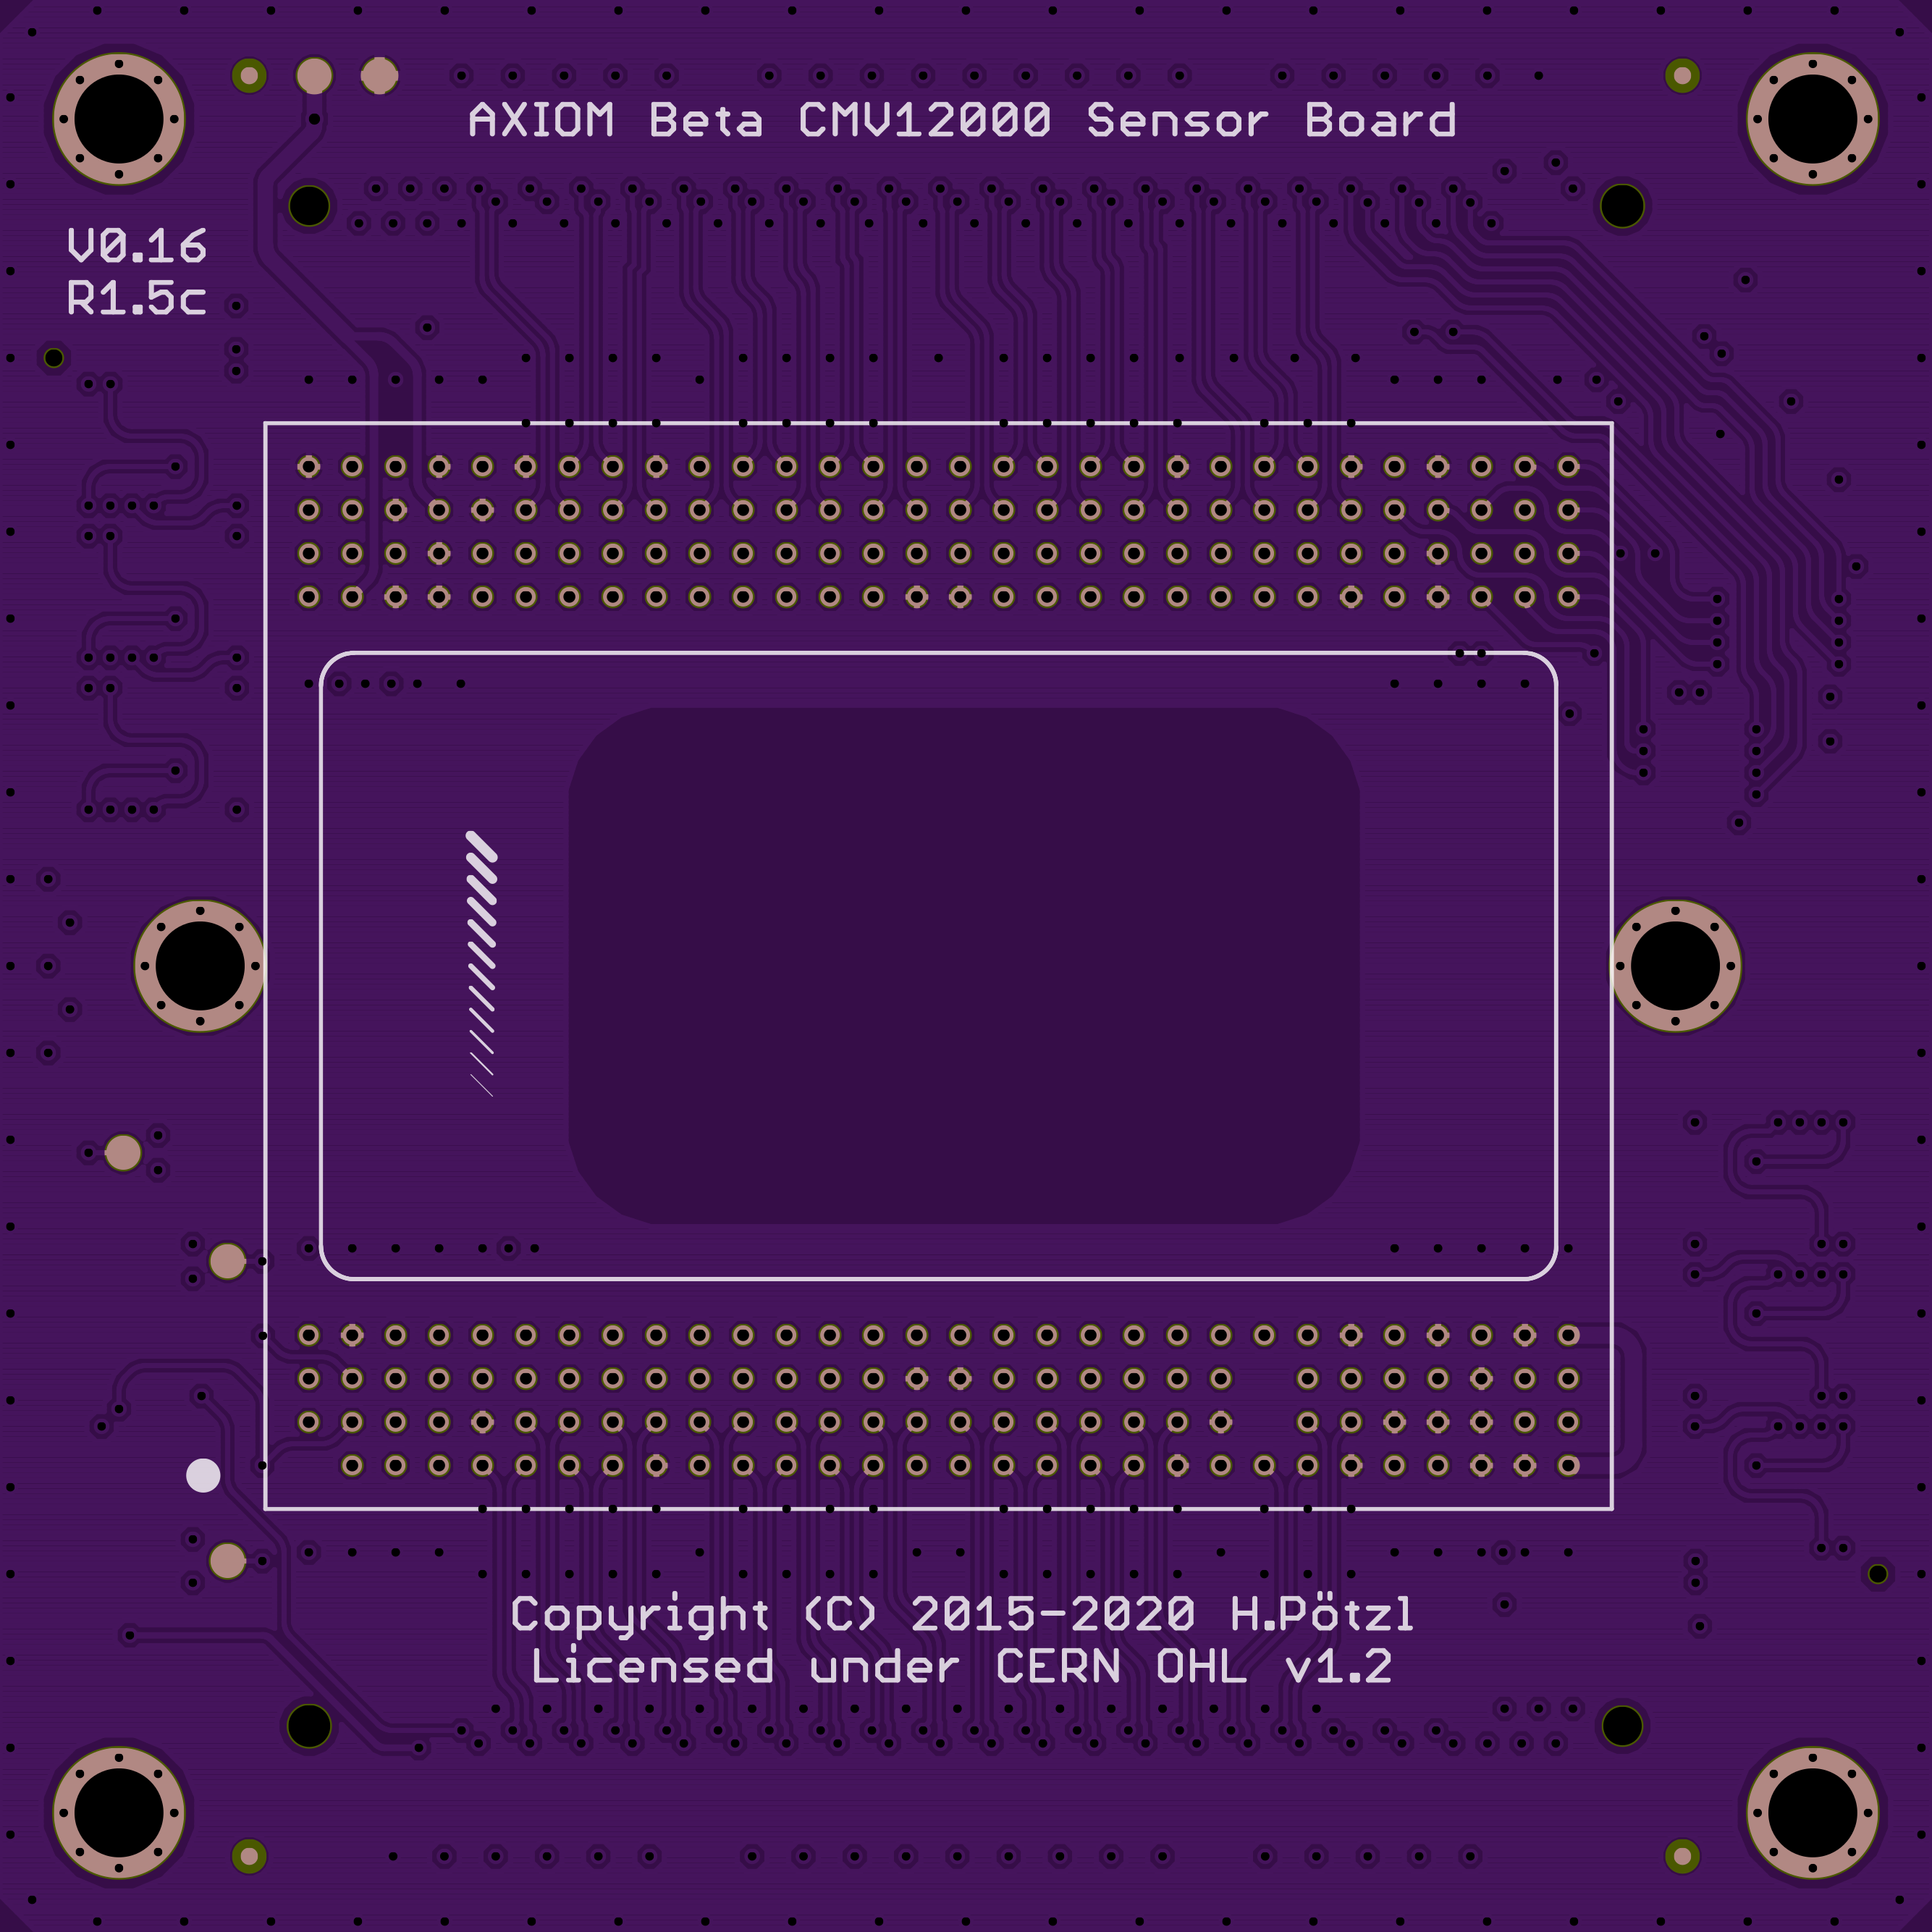 AXIOM Beta CMV12000 Sensor Board
V0.16
R1.5c
Copyright (C) 2015-2020 H.Pötzl
Licensed under CERN OHL v1.2